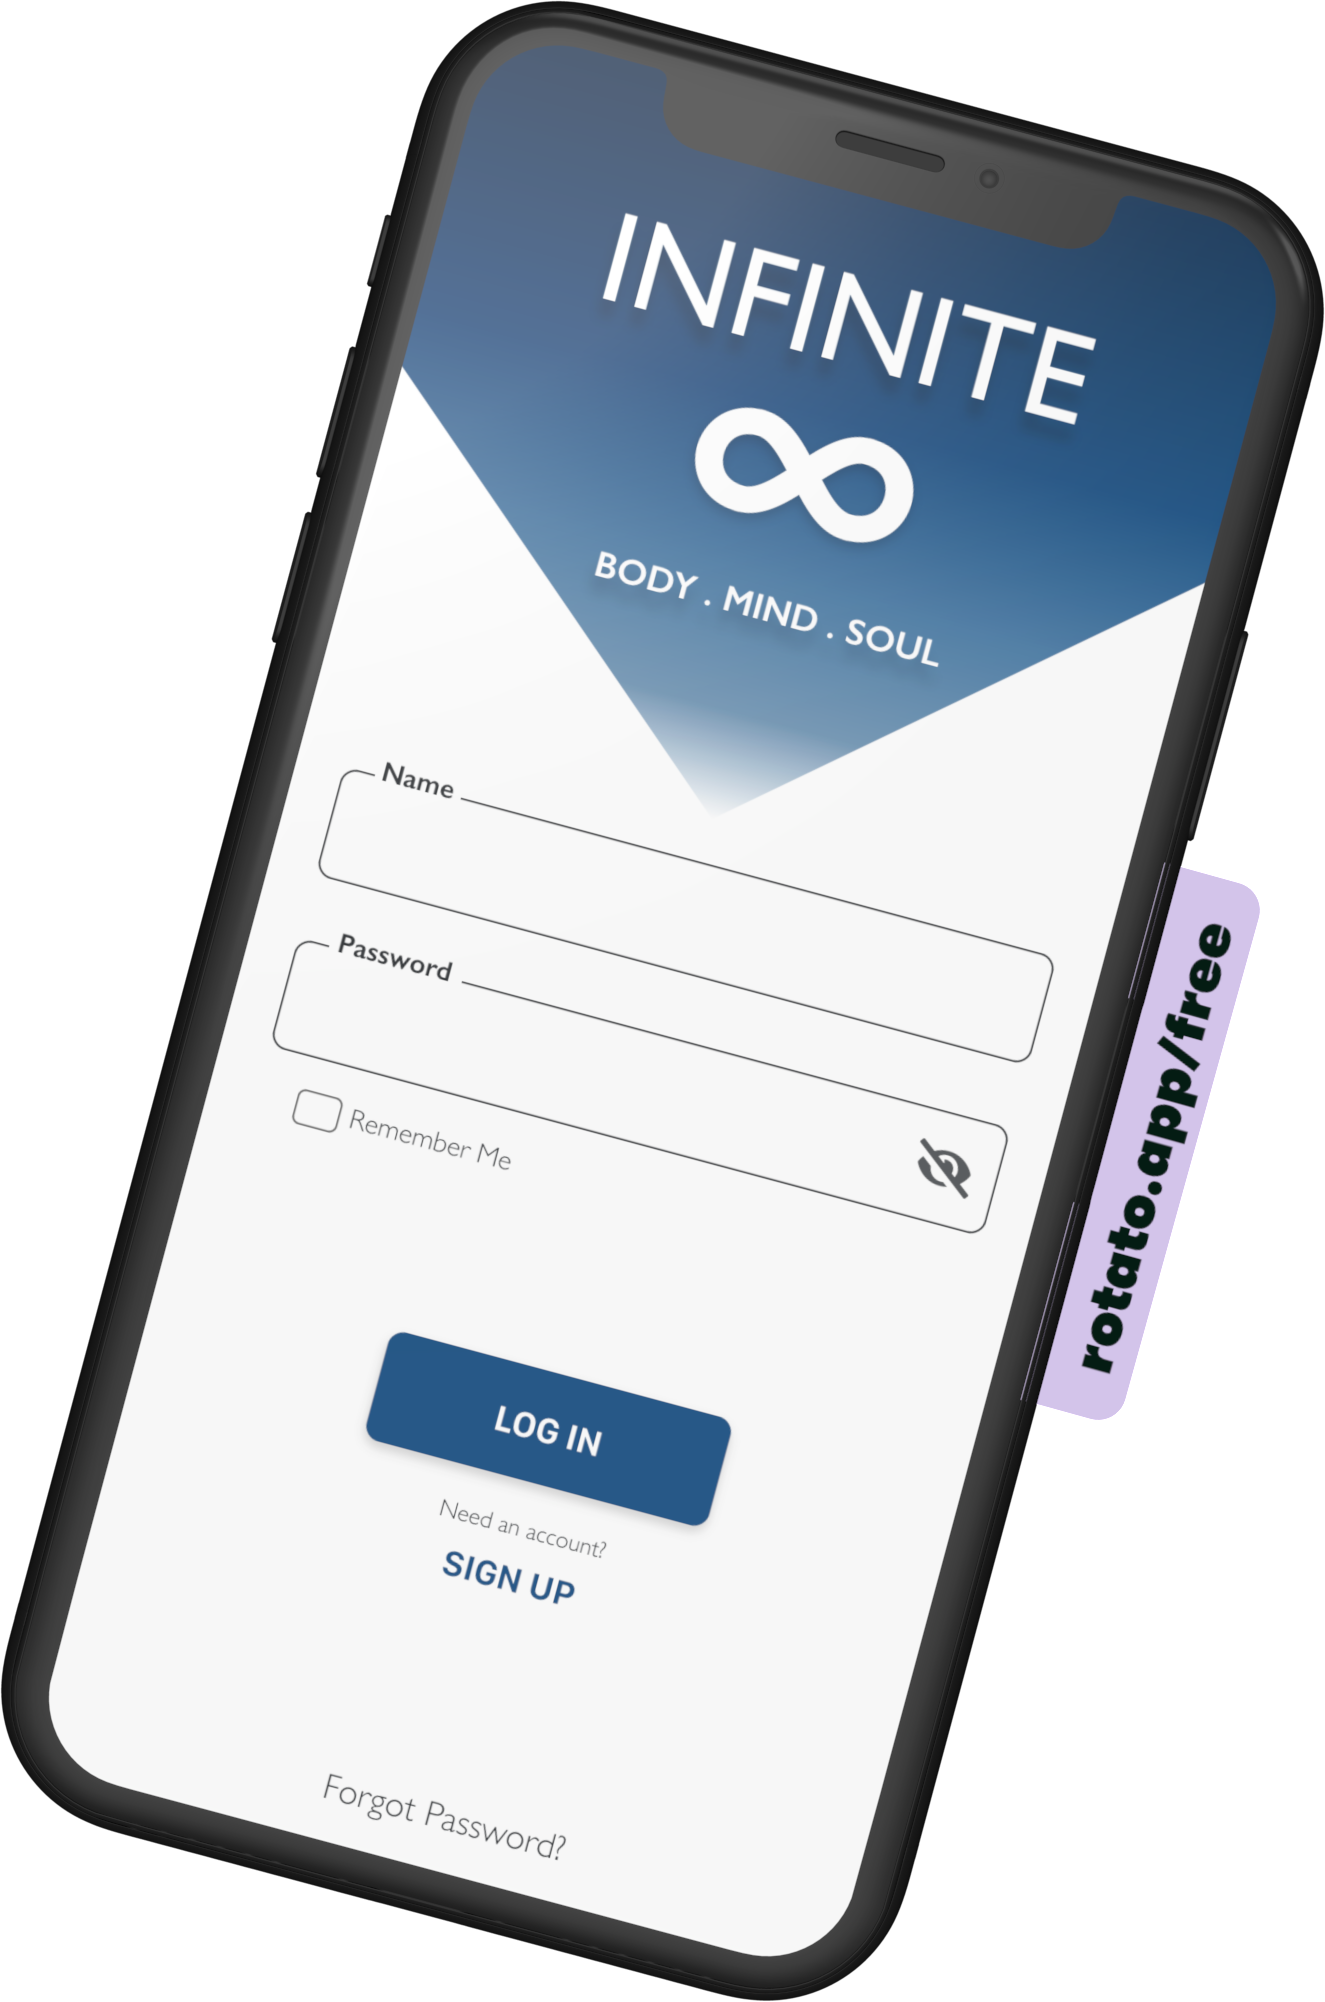 INFINITE
BODY . MIND . SOUL
Name
Password
Remember Me
LOG IN
Need an account?
SIGN UP
Forgot Password?
rotato.app/free